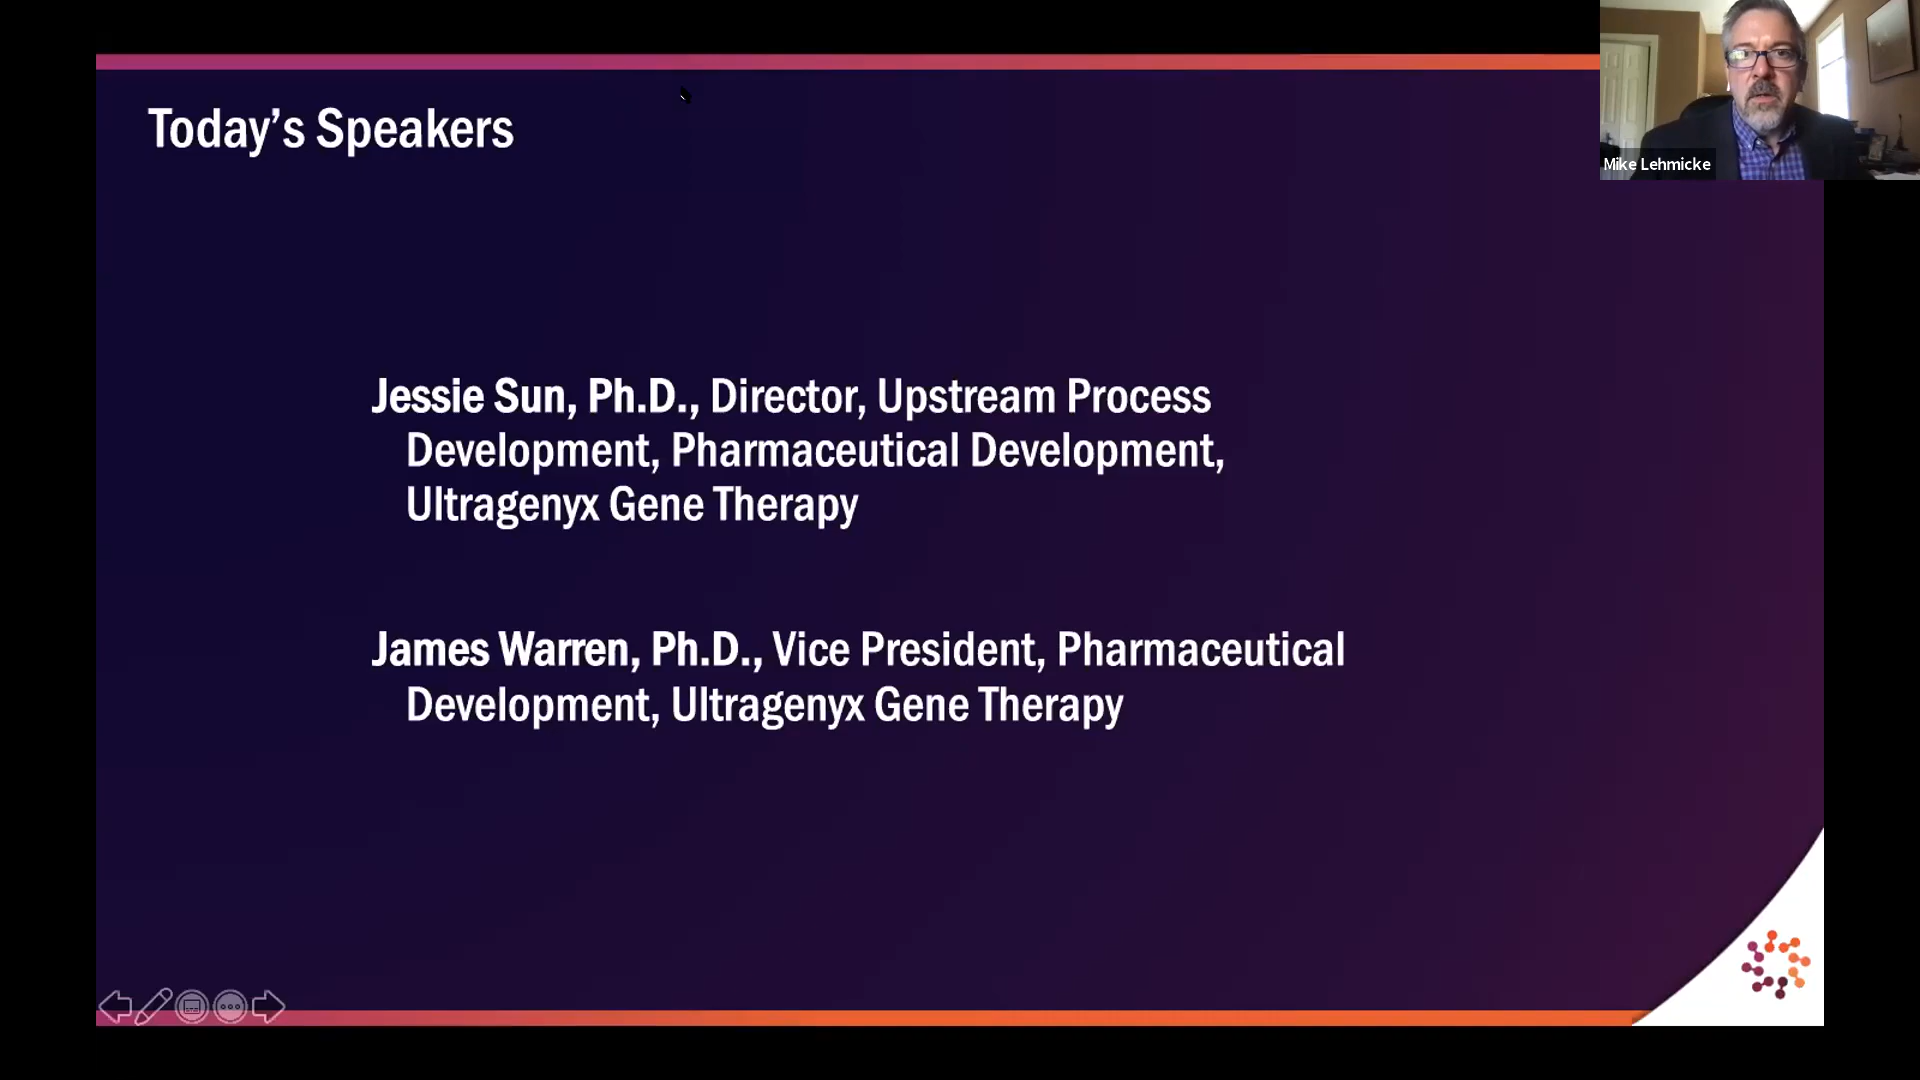 Today’s Speakers
Mike Lehmicke
Jessie Sun, Ph.D., Director, Upstream Process
Development, Pharmaceutical Development,
Ultragenyx Gene Therapy
James Warren, Ph.D., Vice President, Pharmaceutical
Development, Ultragenyx Gene Therapy